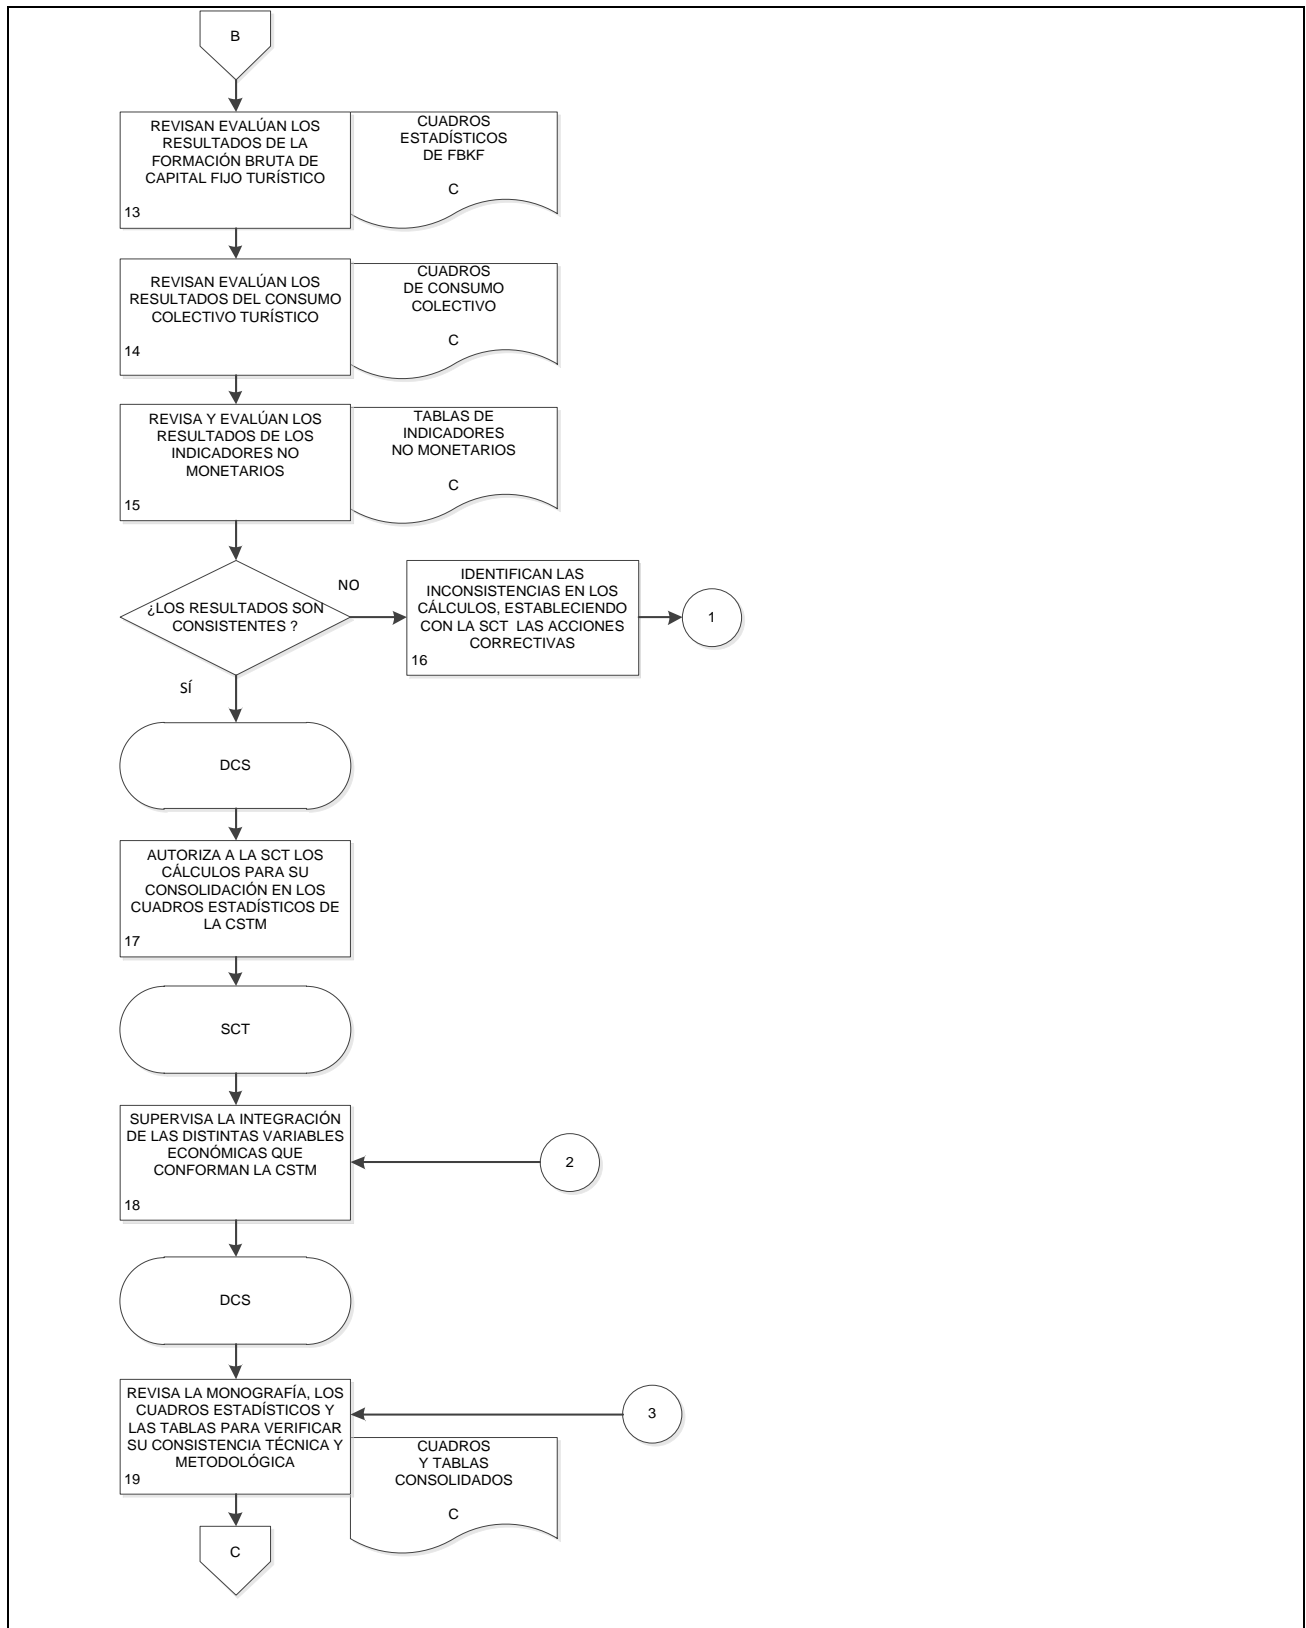 B
REVISAN EVALÚAN LOS
RESULTADOS DE LA
FORMACIÓN BRUTA DE
CAPITAL FIJO TURÍSTICO
13
CUADROS
ESTADÍSTICOS
DE FBKF
C
REVISAN EVALÚAN LOS
RESULTADOS DEL CONSUMO
COLECTIVO TURÍSTICO
14
CUADROS
DE CONSUMO
COLECTIVO
C
REVISA Y EVALÚAN LOS
RESULTADOS DE LOS
INDICADORES NO
MONETARIOS
15
TABLAS DE
INDICADORES
NO MONETARIOS
C
¿LOS RESULTADOS SON
CONSISTENTES ?
NO
IDENTIFICAN LAS
INCONSISTENCIAS EN LOS
CÁLCULOS, ESTABLECIENDO
CON LA SCT LAS ACCIONES
CORRECTIVAS
16
1
SÍ
DCS
AUTORIZA A LA SCT LOS
CÁLCULOS PARA SU
CONSOLIDACIÓN EN LOS
CUADROS ESTADÍSTICOS DE
LA CSTM
17
SCT
SUPERVISA LA INTEGRACIÓN
DE LAS DISTINTAS VARIABLES
ECONÓMICAS QUE
CONFORMAN LA CSTM
18
2
DCS
REVISA LA MONOGRAFÍA, LOS
CUADROS ESTADÍSTICOS Y
LAS TABLAS PARA VERIFICAR
SU CONSISTENCIA TÉCNICA Y
METODOLÓGICA
19
3
CUADROS
Y TABLAS
CONSOLIDADOS
C
C